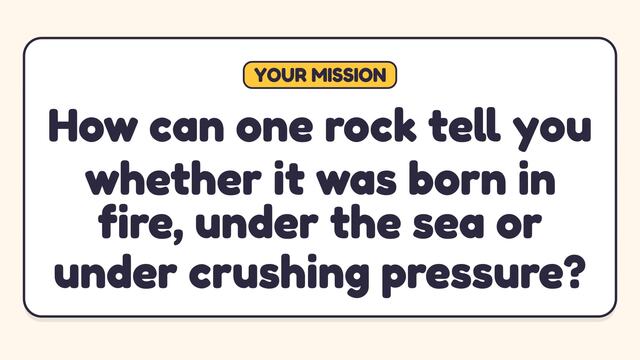 YOUR MISSION
How can one rock tell you
whether it was born in
fire, under the sea or
under crushing pressure?